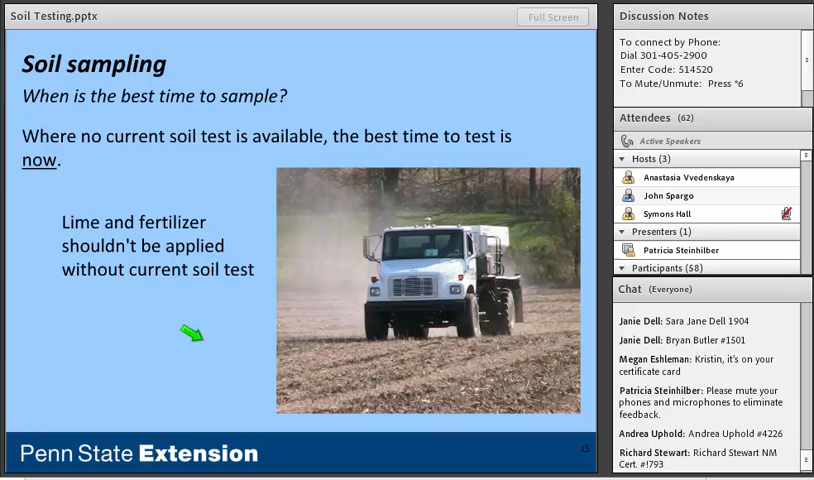 Soil Testing.pptx
Full Screen
Soil sampling
When is the best time to sample?
Where no current soil test is available, the best time to test is
now.
Lime and fertilizer
shouldn't be applied
without current soil test
Penn State Extension
15
Discussion Notes
To connect by Phone:
Dial 301-405-2900
Enter Code: 514520
To Mute/Unmute: Press *6
Attendees (62)
Active Speakers
Hosts (3)
Anastasia Vvedenskaya
John Spargo
Symons Hall
Presenters (1)
Patricia Steinhilber
Participants (58)
Chat (Everyone)
Janie Dell: Sara Jane Dell 1904
Janie Dell: Bryan Butler #1501
Megan Eshleman: Kristin, it's on your
certificate card
Patricia Steinhilber: Please mute your
phones and microphones to eliminate
feedback.
Andrea Uphold: Andrea Uphold #4226
Richard Stewart: Richard Stewart NM
Cert. #!793